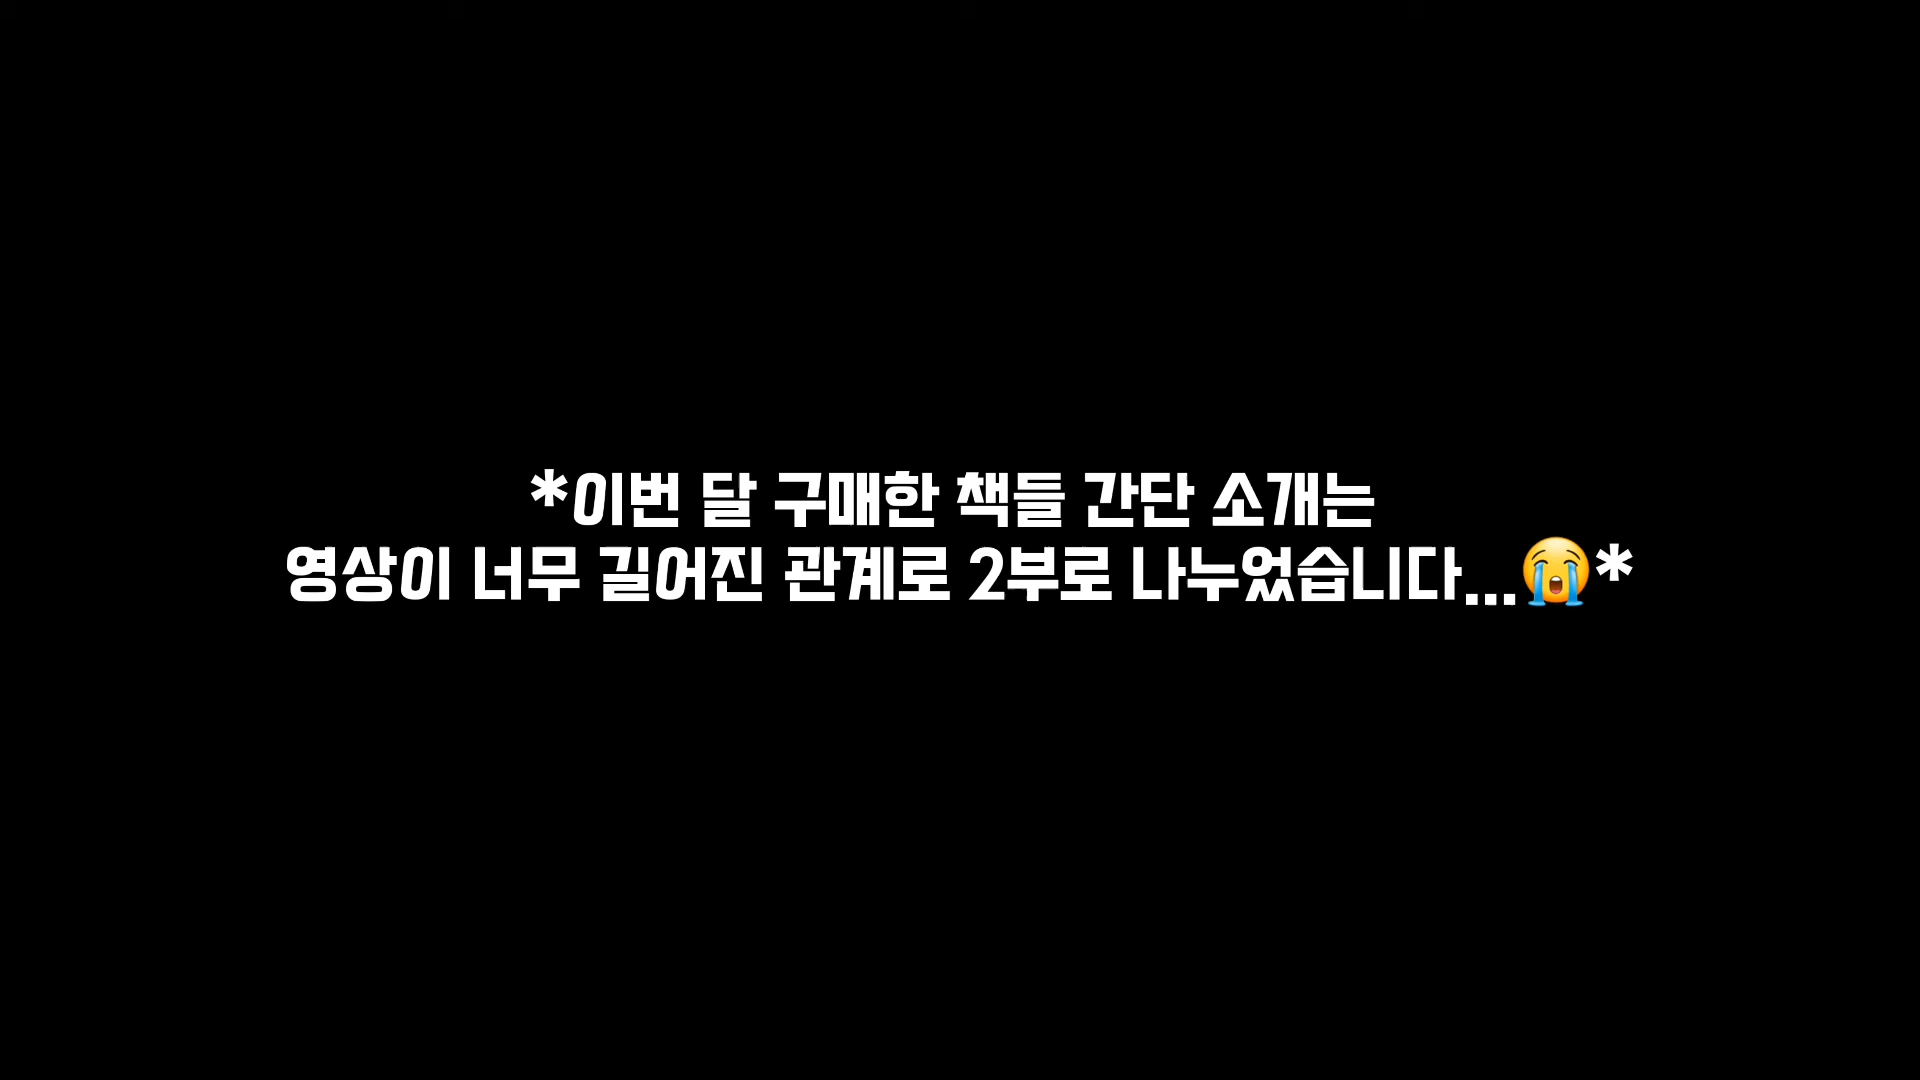 *이번 달 구매한 책들 간단 소개는
영상이 너무 길어진 관계로 2부로 나누었습니다...😭*